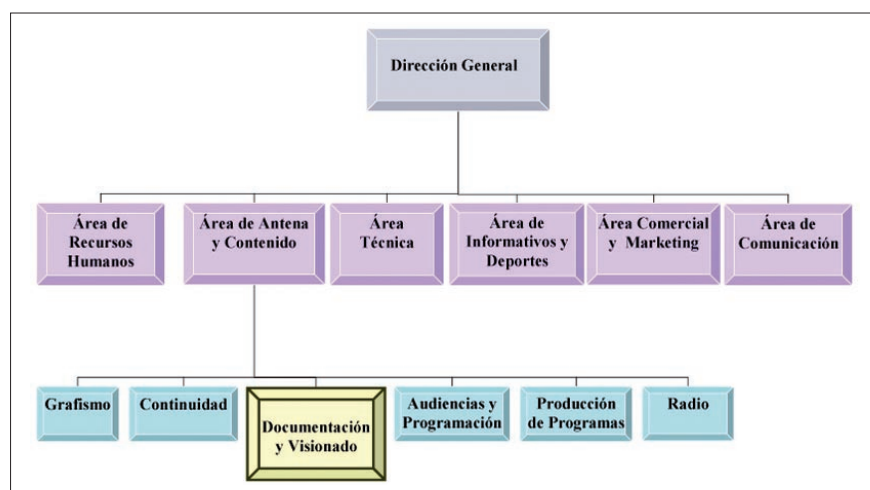 Dirección General
Área de
Recursos
Humanos
Área de Antena
y Contenido
Área
Técnica
Área de
Informativos y
Deportes
Área Comercial
y Marketing
Área de
Comunicación
Grafismo
Continuidad
Documentación
y Visionado
Audiencias y
Programación
Producción
de Programas
Radio